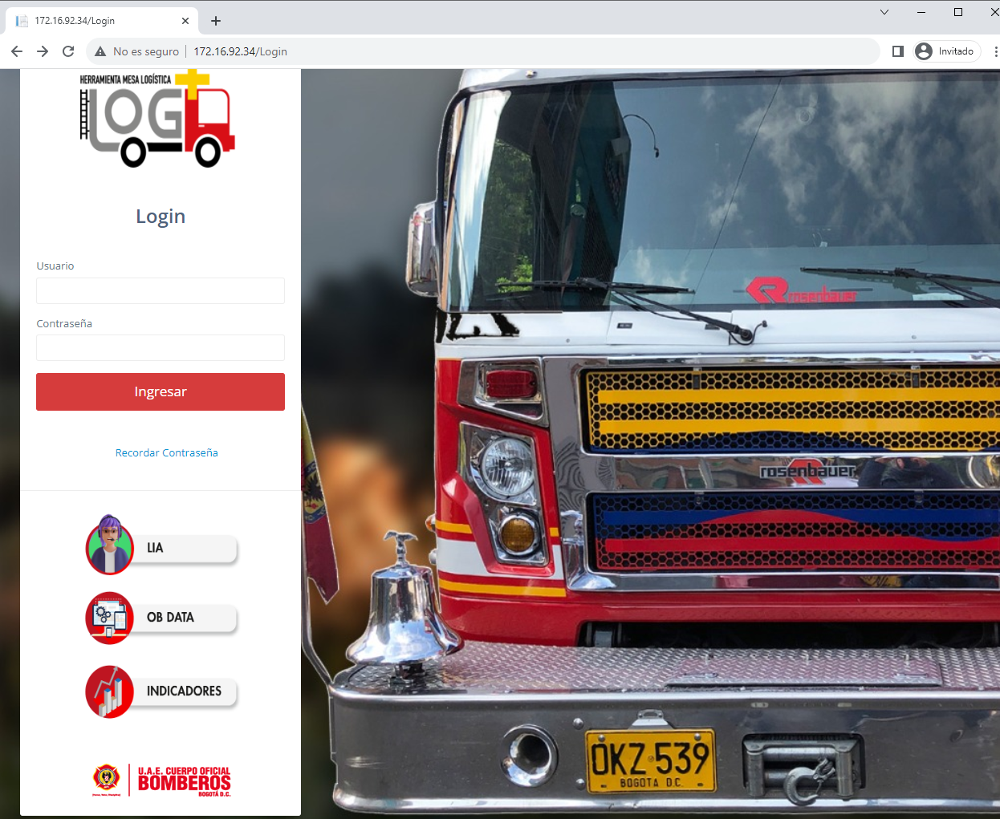 172.16.92.34/Login
No es seguro
172.16.92.34/Login
Invitado
HERRAMIENTA MESA LOGÍSTICA
LOG
Login
Usuario
Contraseña
Ingresar
Recordar Contraseña
LIA
OB DATA
INDICADORES
U.A.E. CUERPO OFICIAL
BOMBEROS
BOGOTÁ D.C.
Rosenbauer
rosenbauer
OKZ 539
BOGOTA D.C.